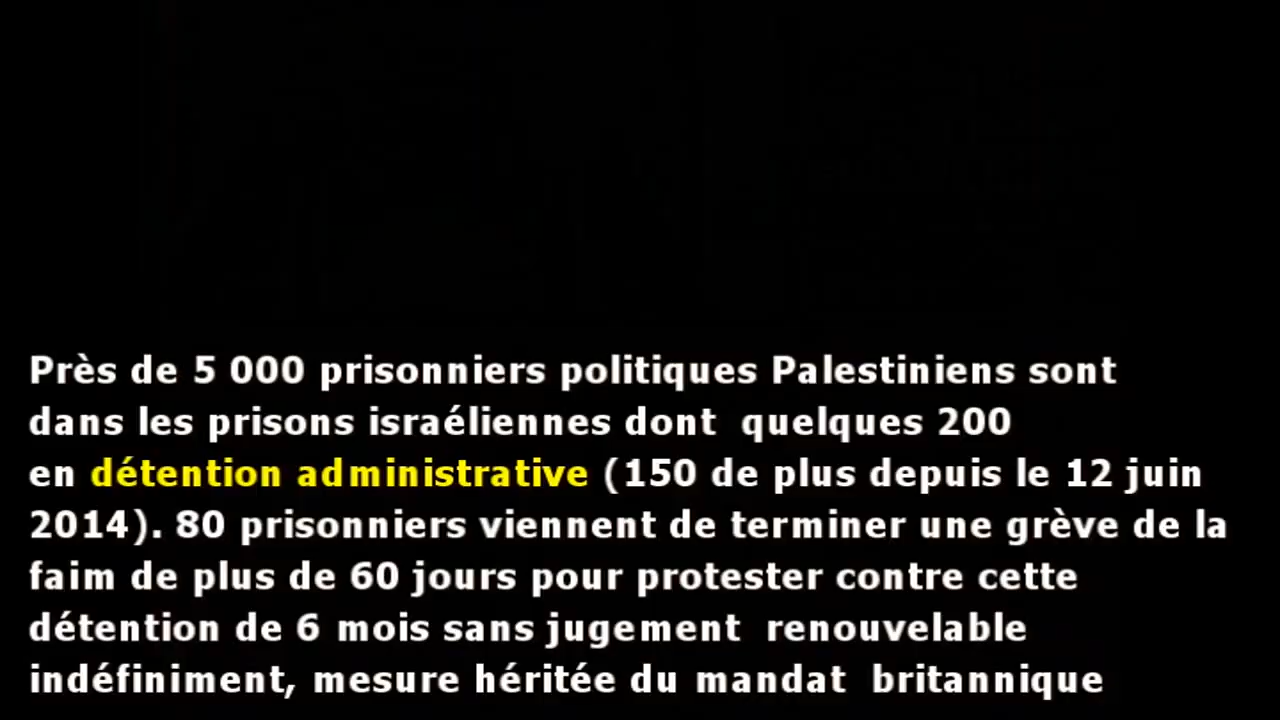 Près de 5 000 prisonniers politiques Palestiniens sont
dans les prisons israéliennes dont quelques 200
en détention administrative (150 de plus depuis le 12 juin
2014). 80 prisonniers viennent de terminer une grève de la
faim de plus de 60 jours pour protester contre cette
détention de 6 mois sans jugement renouvelable
indéfiniment, mesure héritée du mandat britannique